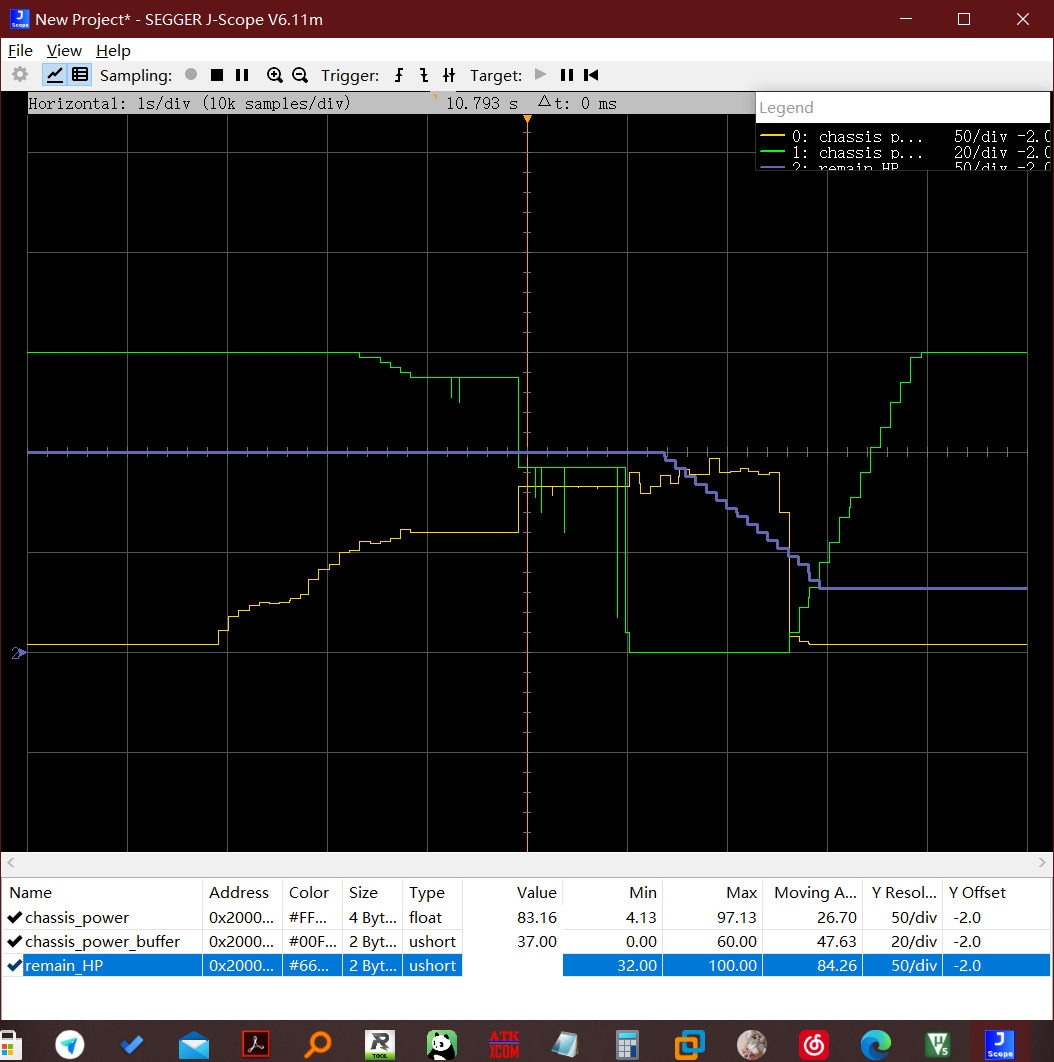 New Project* - SEGGER J-Scope V6.11m
File View Help
Sampling: Trigger: Target:
Horizontal: 1s/div (10k samples/div) 10.793 s Δt: 0 ms
Legend
0: chassis p... 50/div -2.0
1: chassis p... 20/div -2.0
2: remain_HP 50/div -2.0
2
Name Address Color Size Type Value Min Max Moving A... Y Resol... Y Offset
chassis_power 0x2000... #FF... 4 Byt... float 83.16 4.13 97.13 26.70 50/div -2.0
chassis_power_buffer 0x2000... #00F... 2 Byt... ushort 37.00 0.00 60.00 47.63 20/div -2.0
remain_HP 0x2000... #66... 2 Byt... ushort 32.00 100.00 84.26 50/div -2.0
R TOOL ATK XCOM V5 J Scope